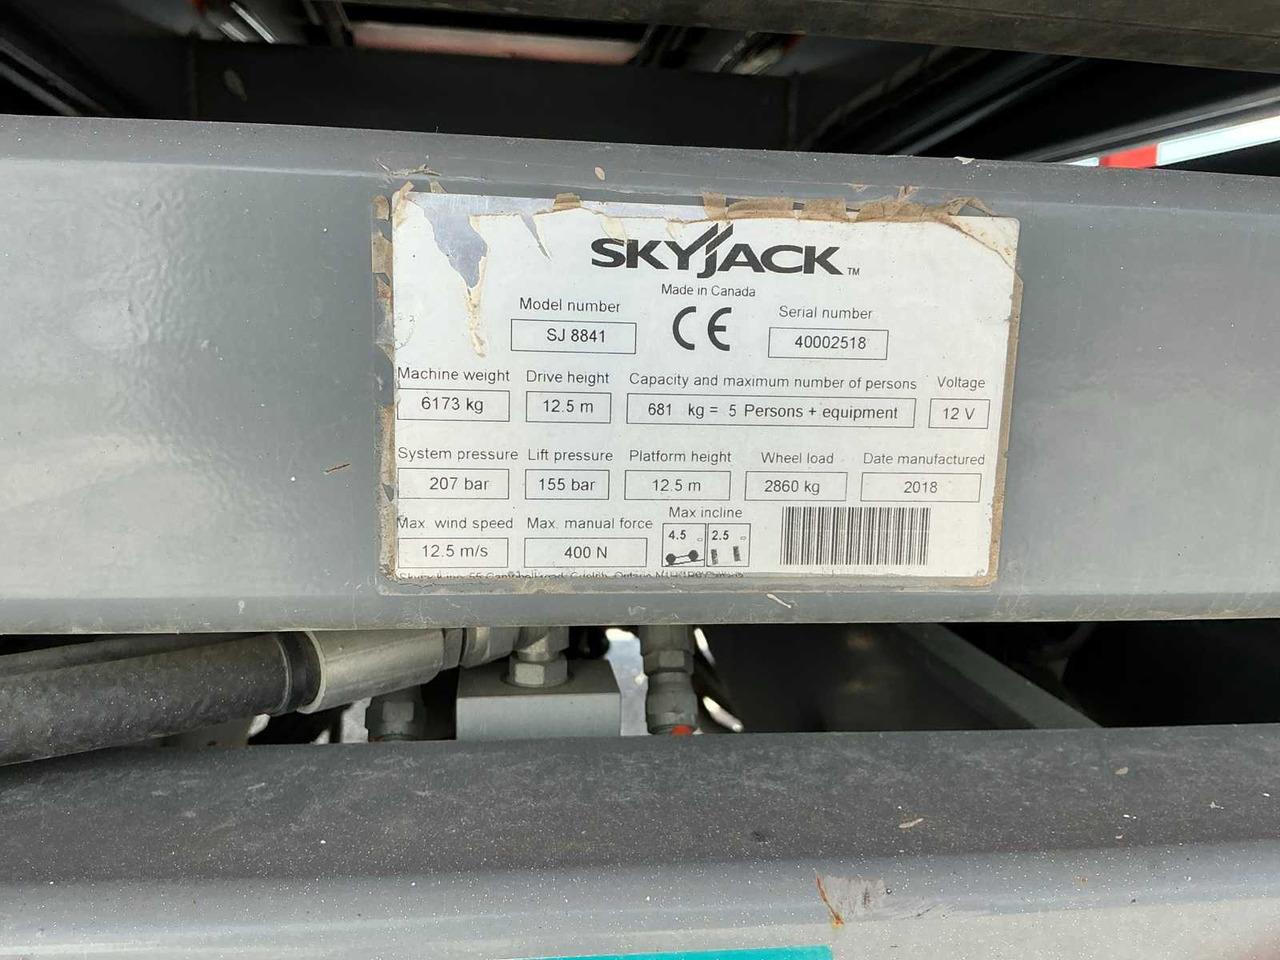 SKYJACK™
Made in Canada
Model number
SJ 8841
CE
Serial number
40002518
Machine weight Drive height Capacity and maximum number of persons Voltage
6173 kg 12.5 m 681 kg = 5 Persons + equipment 12 V
System pressure Lift pressure Platform height Wheel load Date manufactured
207 bar 155 bar 12.5 m 2860 kg 2018
Max. wind speed Max. manual force Max incline
12.5 m/s 400 N 4.5 2.5
Ontario